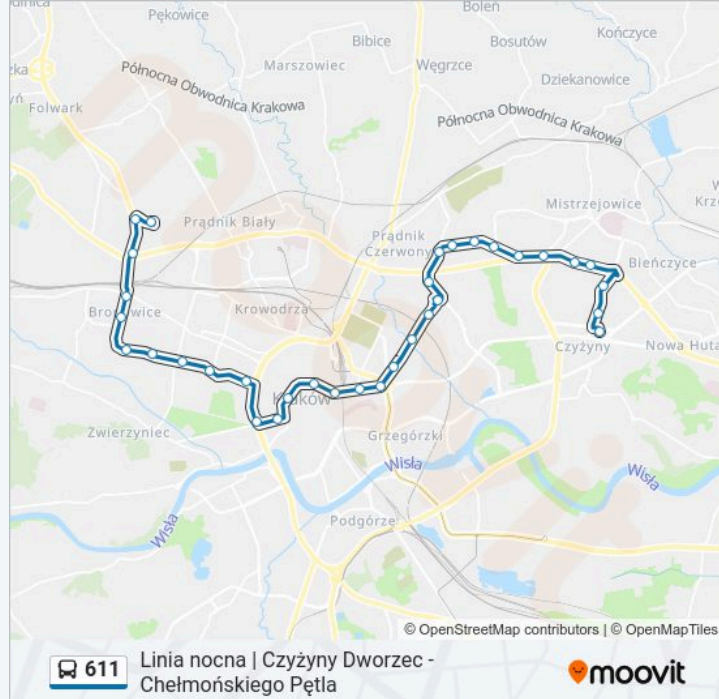 Boleń
Pękowice
Kończyce
Bibice
Bosutów
Marszowiec
Węgrzce
Dziekanowice
Folwark
Północna Obwodnica Krakowa
Północna Obwodnica Krakowa
Mistrzejowice
Prądnik Biały
Prądnik
Czerwony
Bieńczyce
Krowodrza
Czyżyny
Nowa Huta
Kraków
Zwierzyniec
Grzegórzki
Wisła
Wisła
Podgórze
Wisła
© OpenStreetMap contributors | © OpenMapTiles
611
Linia nocna | Czyżyny Dworzec -
Chełmońskiego Pętla
moovit